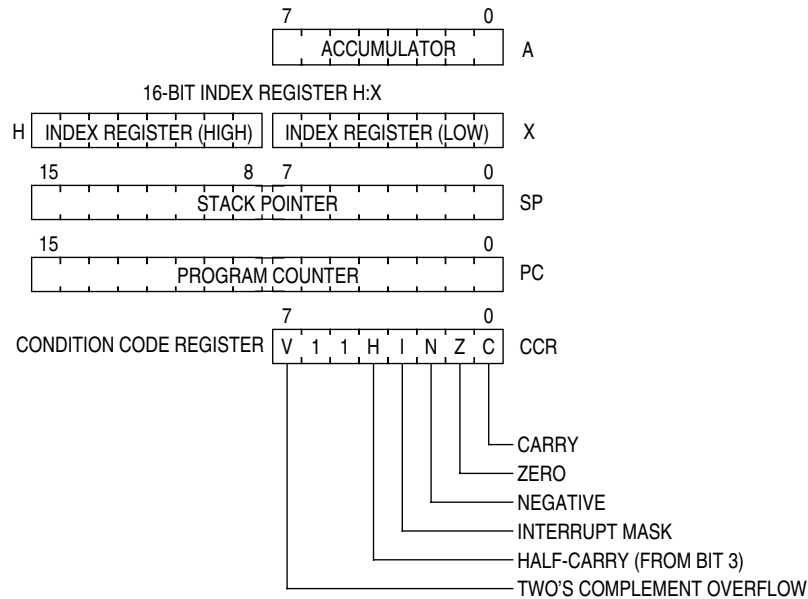 7 0
ACCUMULATOR A
16-BIT INDEX REGISTER H:X
H INDEX REGISTER (HIGH) INDEX REGISTER (LOW) X
15 8 7 0
STACK POINTER SP
15 0
PROGRAM COUNTER PC
7 0
CONDITION CODE REGISTER V 1 1 H I N Z C CCR
CARRY
ZERO
NEGATIVE
INTERRUPT MASK
HALF-CARRY (FROM BIT 3)
TWO'S COMPLEMENT OVERFLOW